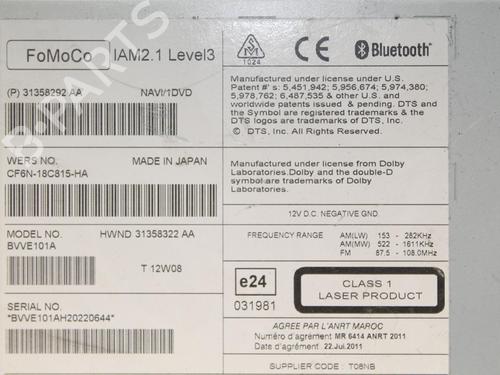 FoMoCo IAM2.1 Level3
(P) 31358292 AA NAVI/1DVD
WERS NO. MADE IN JAPAN
CF6N-18C815-HA
MODEL NO. HWND 31358322 AA
BVVE101A
T 12W08
SERIAL NO.
*BVVE101AH20220644*
M
1024
CE
Bluetooth®
Manufactured under license under U.S.
Patent #' s : 5,451,942; 5,956,674; 5,974,380;
5,978,762; 6,487,535 & other U.S. and
worldwide patents issued & pending. DTS and
the Symbol are registered trademarks & the
DTS logos are trademarks of DTS, Inc.
© DTS, Inc. All Rights Reserved.
Manufactured under license from Dolby
Laboratories.Dolby and the double-D
symbol are trademarks of Dolby
Laboratories.
12V D.C. NEGATIVE GND.
FREQUENCY RANGE AM(LW) 153 - 282KHz
AM(MW) 522 - 1611KHz
FM 87.5 - 108.0MHz
e24
031981
CLASS 1
LASER PRODUCT
AGREE PAR L'ANRT MAROC
Numéro d'agrément MR 6414 ANRT 2011
Date d'agrément 22.Jul.2011
SUPPLIER CODE : T08NB
B-PARTS